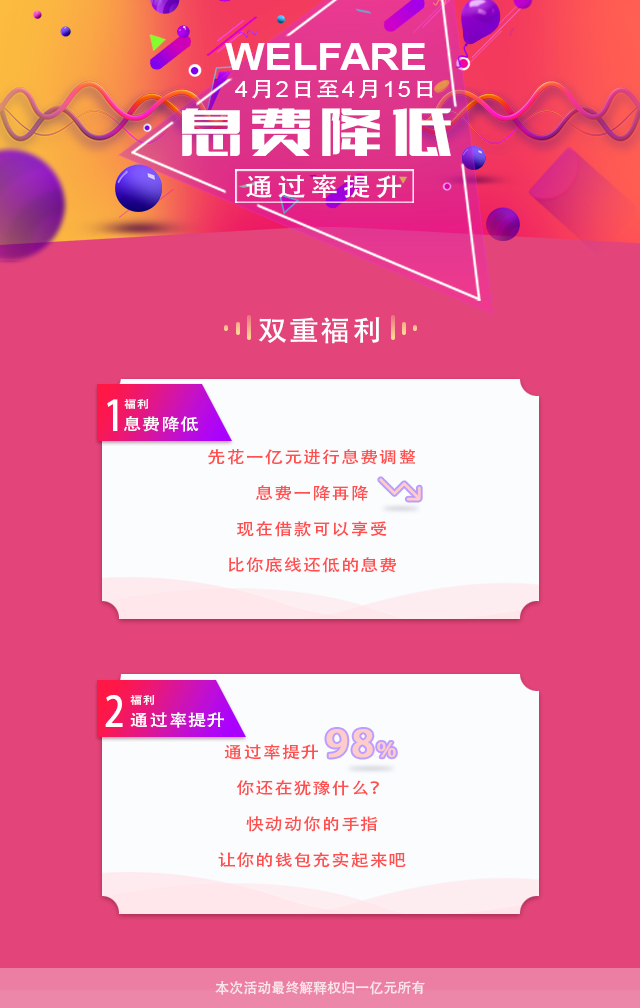 WELFARE
4月2日至4月15日
息费降低
通过率提升
双重福利
1 福利
息费降低
先花一亿元进行息费调整
息费一降再降
现在借款可以享受
比你底线还低的息费
2 福利
通过率提升
通过率提升 98%
你还在犹豫什么?
快动动你的手指
让你的钱包充实起来吧
本次活动最终解释权归一亿元所有